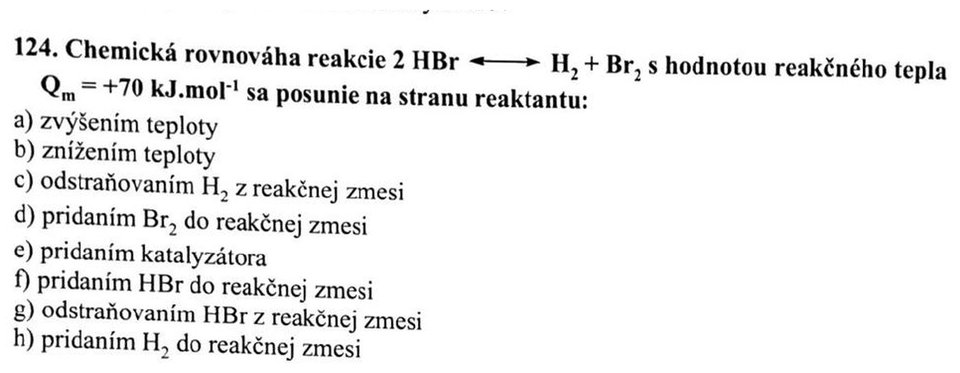 124. Chemická rovnováha reakcie 2 HBr ⟷ H₂ + Br₂ s hodnotou reakčného tepla
Qₘ = +70 kJ.mol⁻¹ sa posunie na stranu reaktantu:
a) zvýšením teploty
b) znížením teploty
c) odstraňovaním H₂ z reakčnej zmesi
d) pridaním Br₂ do reakčnej zmesi
e) pridaním katalyzátora
f) pridaním HBr do reakčnej zmesi
g) odstraňovaním HBr z reakčnej zmesi
h) pridaním H₂ do reakčnej zmesi